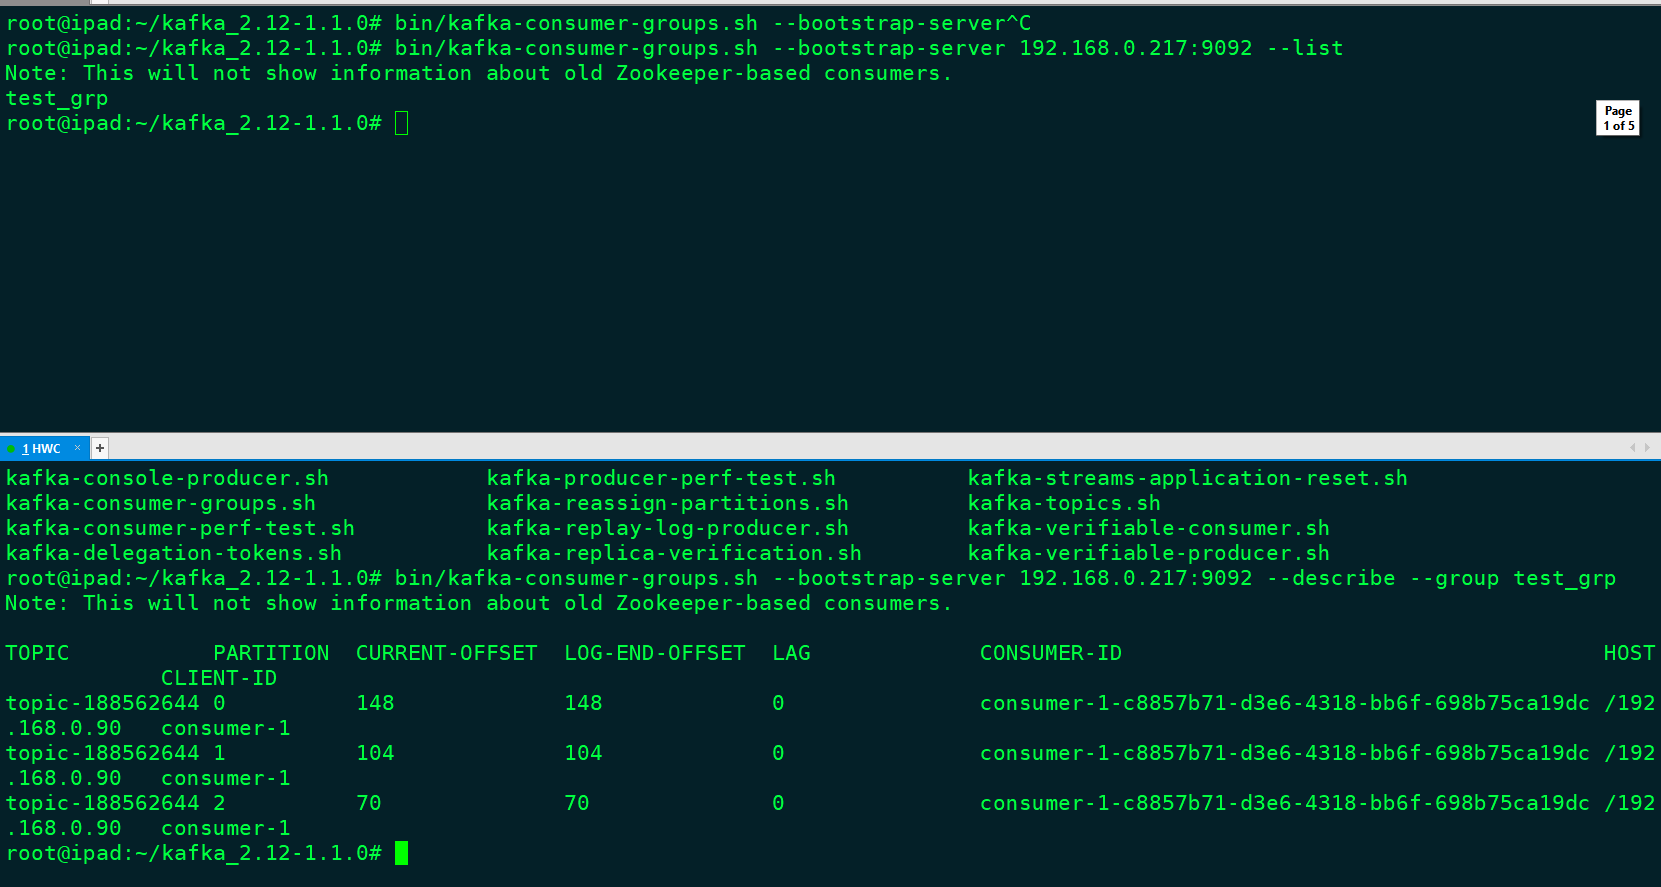 root@ipad:~/kafka_2.12-1.1.0# bin/kafka-consumer-groups.sh --bootstrap-server^C
root@ipad:~/kafka_2.12-1.1.0# bin/kafka-consumer-groups.sh --bootstrap-server 192.168.0.217:9092 --list
Note: This will not show information about old Zookeeper-based consumers.
test_grp
root@ipad:~/kafka_2.12-1.1.0#
Page
1 of 5
1 HWC × +
kafka-console-producer.sh kafka-producer-perf-test.sh kafka-streams-application-reset.sh
kafka-consumer-groups.sh kafka-reassign-partitions.sh kafka-topics.sh
kafka-consumer-perf-test.sh kafka-replay-log-producer.sh kafka-verifiable-consumer.sh
kafka-delegation-tokens.sh kafka-replica-verification.sh kafka-verifiable-producer.sh
root@ipad:~/kafka_2.12-1.1.0# bin/kafka-consumer-groups.sh --bootstrap-server 192.168.0.217:9092 --describe --group test_grp
Note: This will not show information about old Zookeeper-based consumers.
TOPIC PARTITION CURRENT-OFFSET LOG-END-OFFSET LAG CONSUMER-ID HOST
CLIENT-ID
topic-188562644 0 148 148 0 consumer-1-c8857b71-d3e6-4318-bb6f-698b75ca19dc /192
.168.0.90 consumer-1
topic-188562644 1 104 104 0 consumer-1-c8857b71-d3e6-4318-bb6f-698b75ca19dc /192
.168.0.90 consumer-1
topic-188562644 2 70 70 0 consumer-1-c8857b71-d3e6-4318-bb6f-698b75ca19dc /192
.168.0.90 consumer-1
root@ipad:~/kafka_2.12-1.1.0#